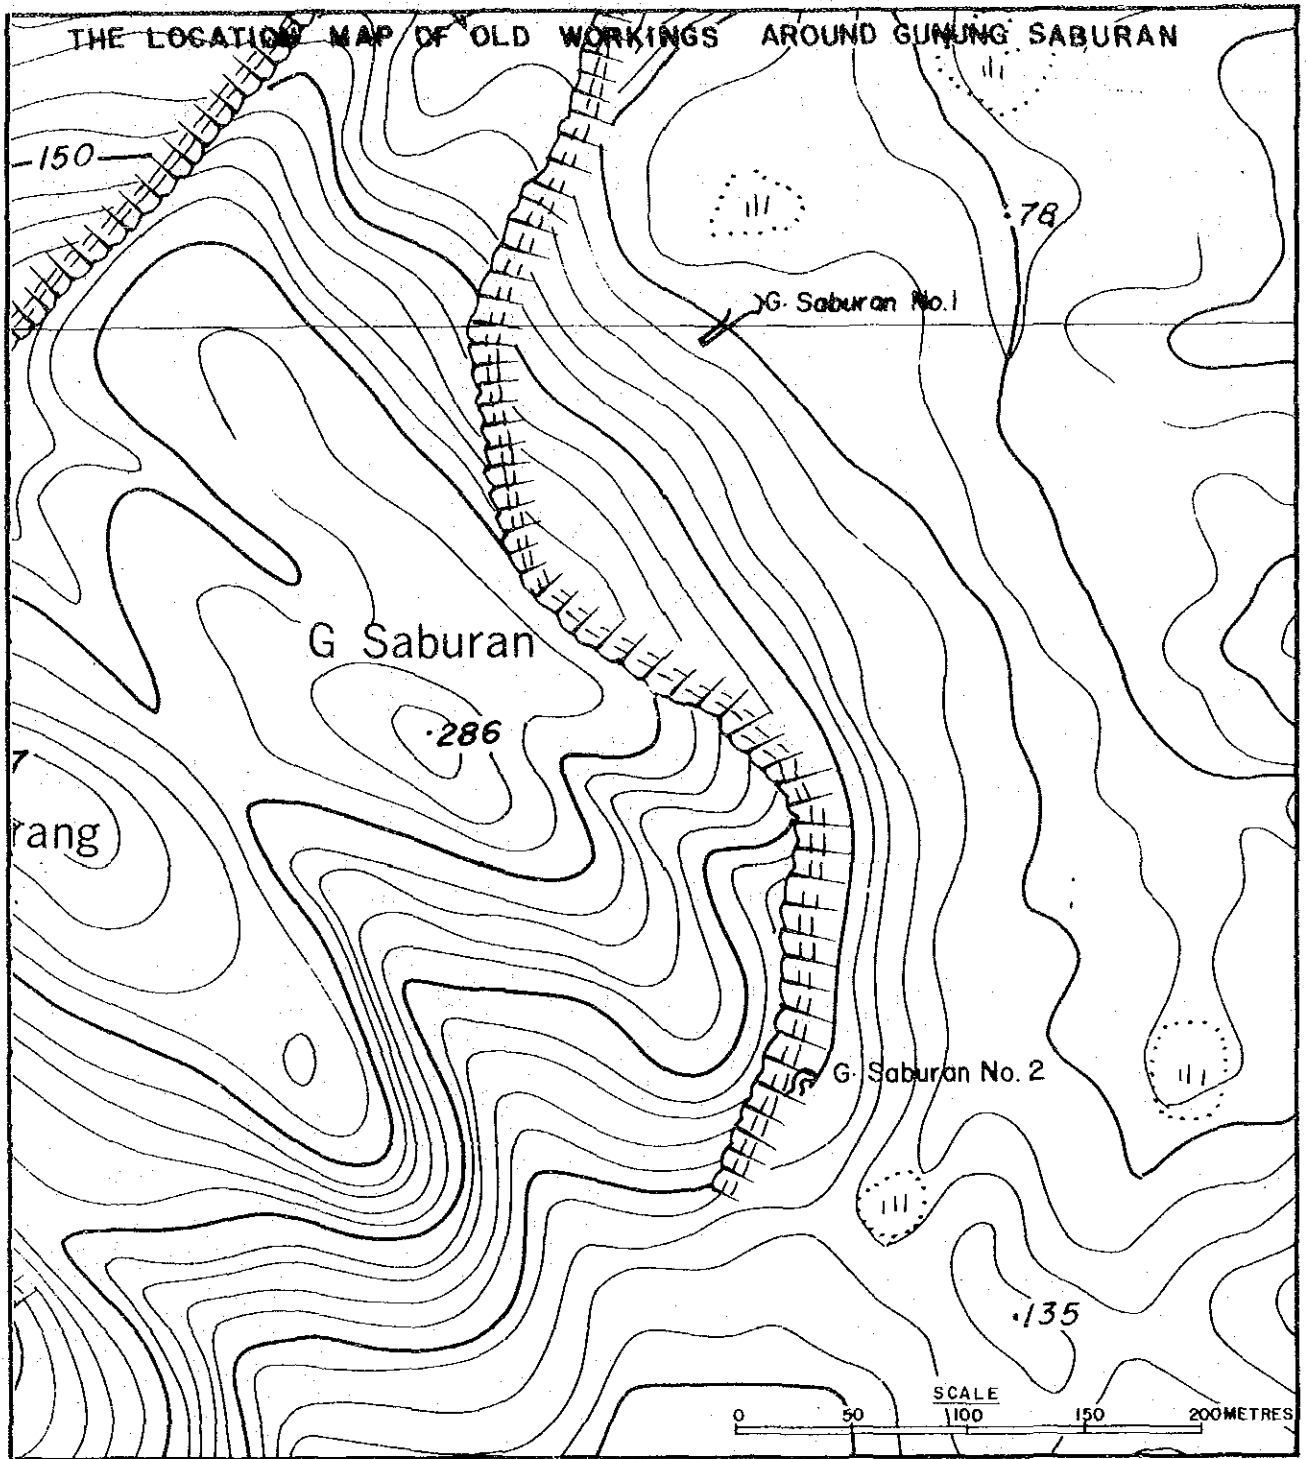 THE LOCATION MAP OF OLD WORKINGS AROUND GUNUNG SABURAN
150
.78
G. Saburan No.1
G Saburan
.286
7
rang
G. Saburan No. 2
.135
SCALE
0 50 100 150 200 METRES